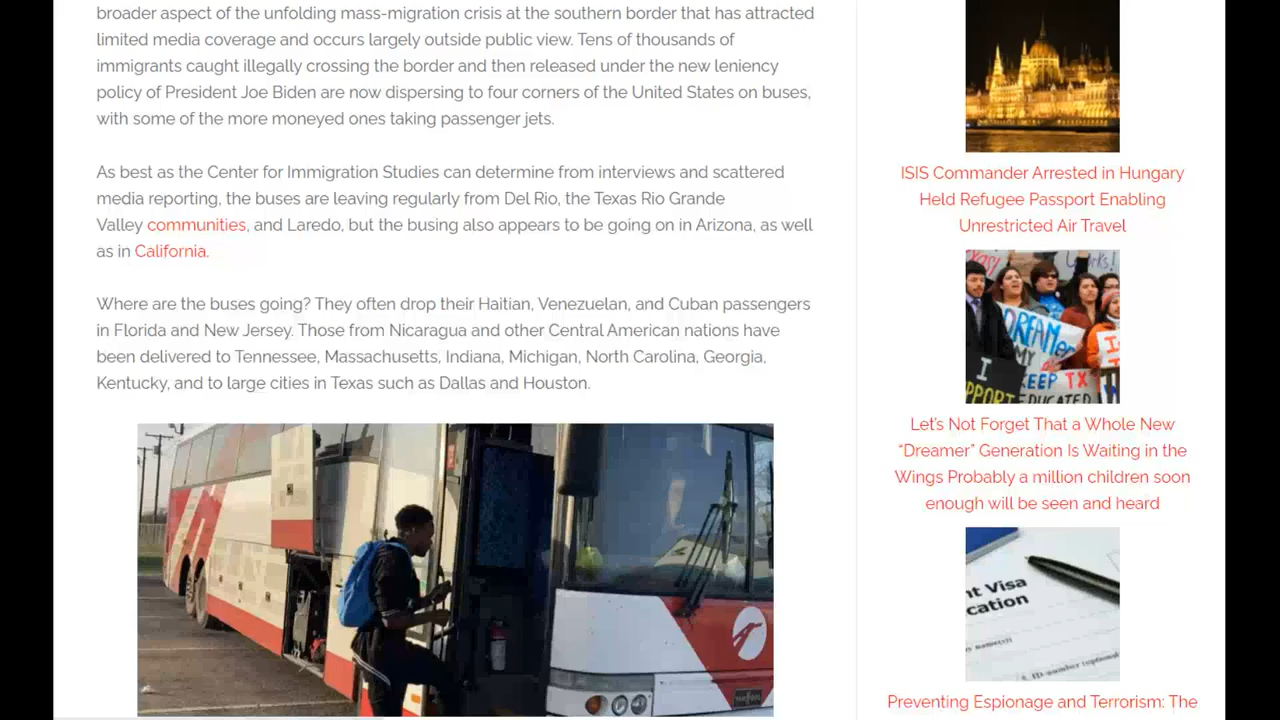 broader aspect of the unfolding mass-migration crisis at the southern border that has attracted
limited media coverage and occurs largely outside public view. Tens of thousands of
immigrants caught illegally crossing the border and then released under the new leniency
policy of President Joe Biden are now dispersing to four corners of the United States on buses,
with some of the more moneyed ones taking passenger jets.
As best as the Center for Immigration Studies can determine from interviews and scattered
media reporting, the buses are leaving regularly from Del Rio, the Texas Rio Grande
Valley communities, and Laredo, but the busing also appears to be going on in Arizona, as well
as in California.
Where are the buses going? They often drop their Haitian, Venezuelan, and Cuban passengers
in Florida and New Jersey. Those from Nicaragua and other Central American nations have
been delivered to Tennessee, Massachusetts, Indiana, Michigan, North Carolina, Georgia,
Kentucky, and to large cities in Texas such as Dallas and Houston.
ISIS Commander Arrested in Hungary
Held Refugee Passport Enabling
Unrestricted Air Travel
I
KEEP TX
EDUCATED
Let's Not Forget That a Whole New
“Dreamer” Generation Is Waiting in the
Wings Probably a million children soon
enough will be seen and heard
nt Visa
cation
Preventing Espionage and Terrorism: The